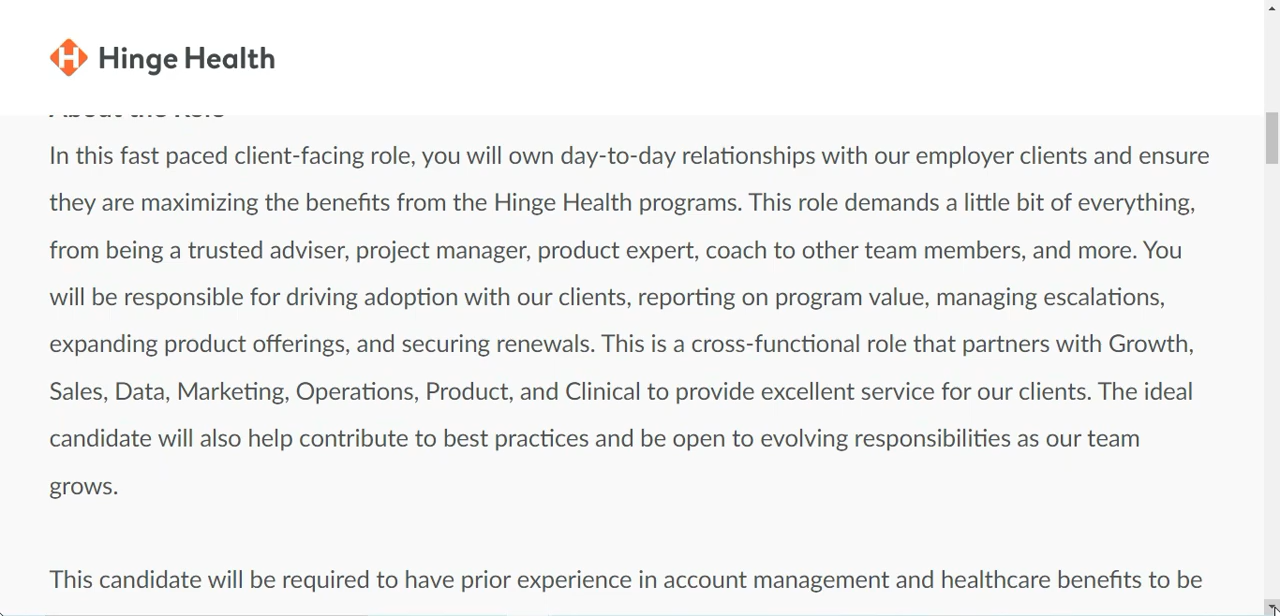 Hinge Health
About the Role
In this fast paced client-facing role, you will own day-to-day relationships with our employer clients and ensure
they are maximizing the benefits from the Hinge Health programs. This role demands a little bit of everything,
from being a trusted adviser, project manager, product expert, coach to other team members, and more. You
will be responsible for driving adoption with our clients, reporting on program value, managing escalations,
expanding product offerings, and securing renewals. This is a cross-functional role that partners with Growth,
Sales, Data, Marketing, Operations, Product, and Clinical to provide excellent service for our clients. The ideal
candidate will also help contribute to best practices and be open to evolving responsibilities as our team
grows.
This candidate will be required to have prior experience in account management and healthcare benefits to be